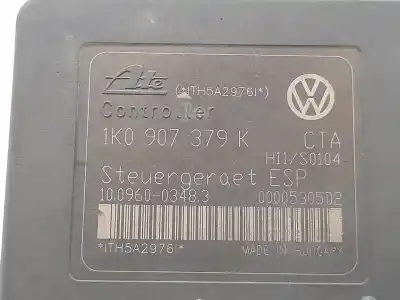 Ate (*ITH5A2976I*)
Controller
1K0 907 379 K CTA
H11/S0104
Steuergeraet ESP
10.0960-0348.3 0000530502
*ITH5A2976I*
MADE IN HUNGARY